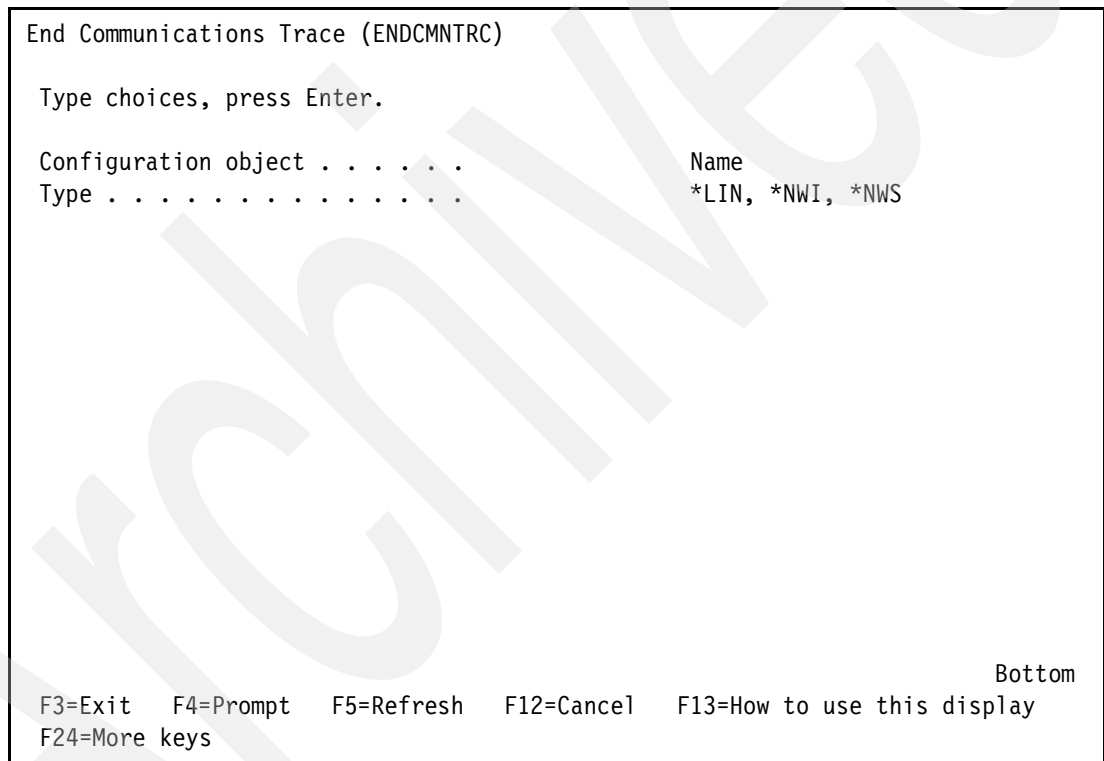 End Communications Trace (ENDCMNTRC)
Type choices, press Enter.
Configuration object . . . . . . Name
Type . . . . . . . . . . . . . . *LIN, *NWI, *NWS
Bottom
F3=Exit F4=Prompt F5=Refresh F12=Cancel F13=How to use this display
F24=More keys